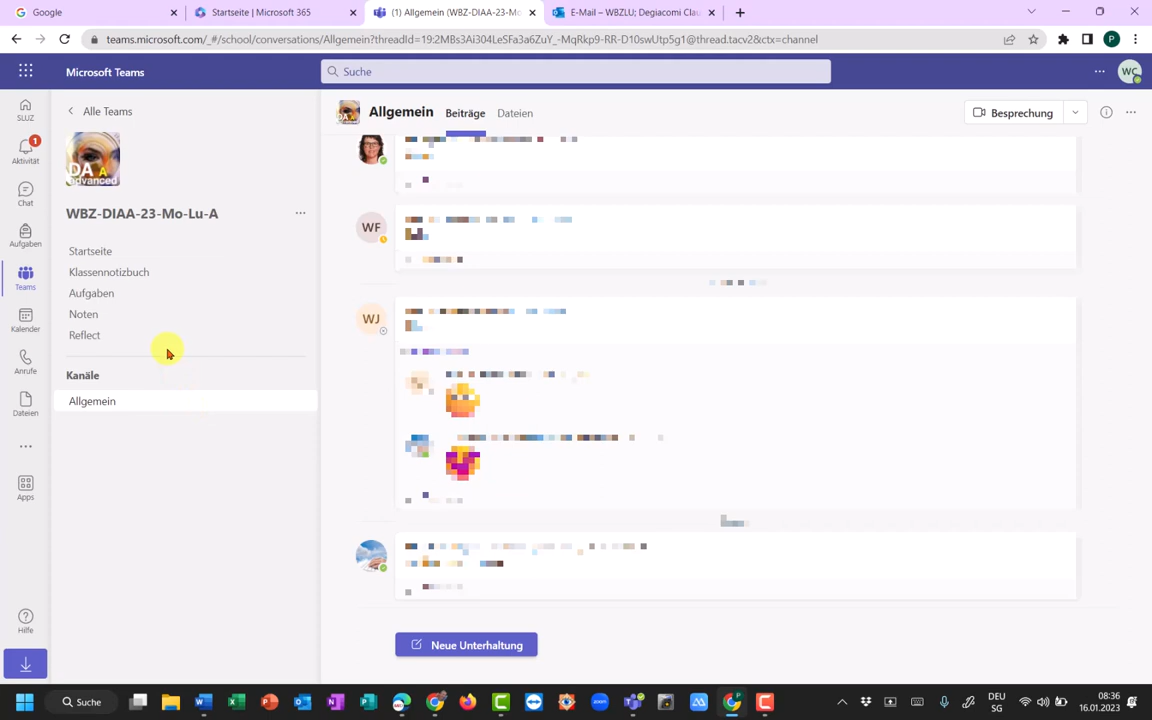 Google
Startseite | Microsoft 365
(1) Allgemein (WBZ-DIAA-23-Mo-
E-Mail – WBZLU; Degiacomi Clau
teams.microsoft.com/_#/school/conversations/Allgemein?threadId=19:2MBs3Ai304LeSFa3a6ZuY_-MqRkp9-RR-D10swUtp5g1@thread.tacv2&ctx=channel
P
Microsoft Teams
Suche
WC
SLUZ
Alle Teams
Allgemein
Beiträge
Dateien
Besprechung
1
Aktivität
DA A
advanced
Chat
WBZ-DIAA-23-Mo-Lu-A
WF
Aufgaben
Startseite
Klassennotizbuch
Teams
Aufgaben
Noten
WJ
Kalender
Reflect
Anrufe
Kanäle
Allgemein
Dateien
Apps
Hilfe
Neue Unterhaltung
Suche
zoom
DEU
SG
08:36
16.01.2023